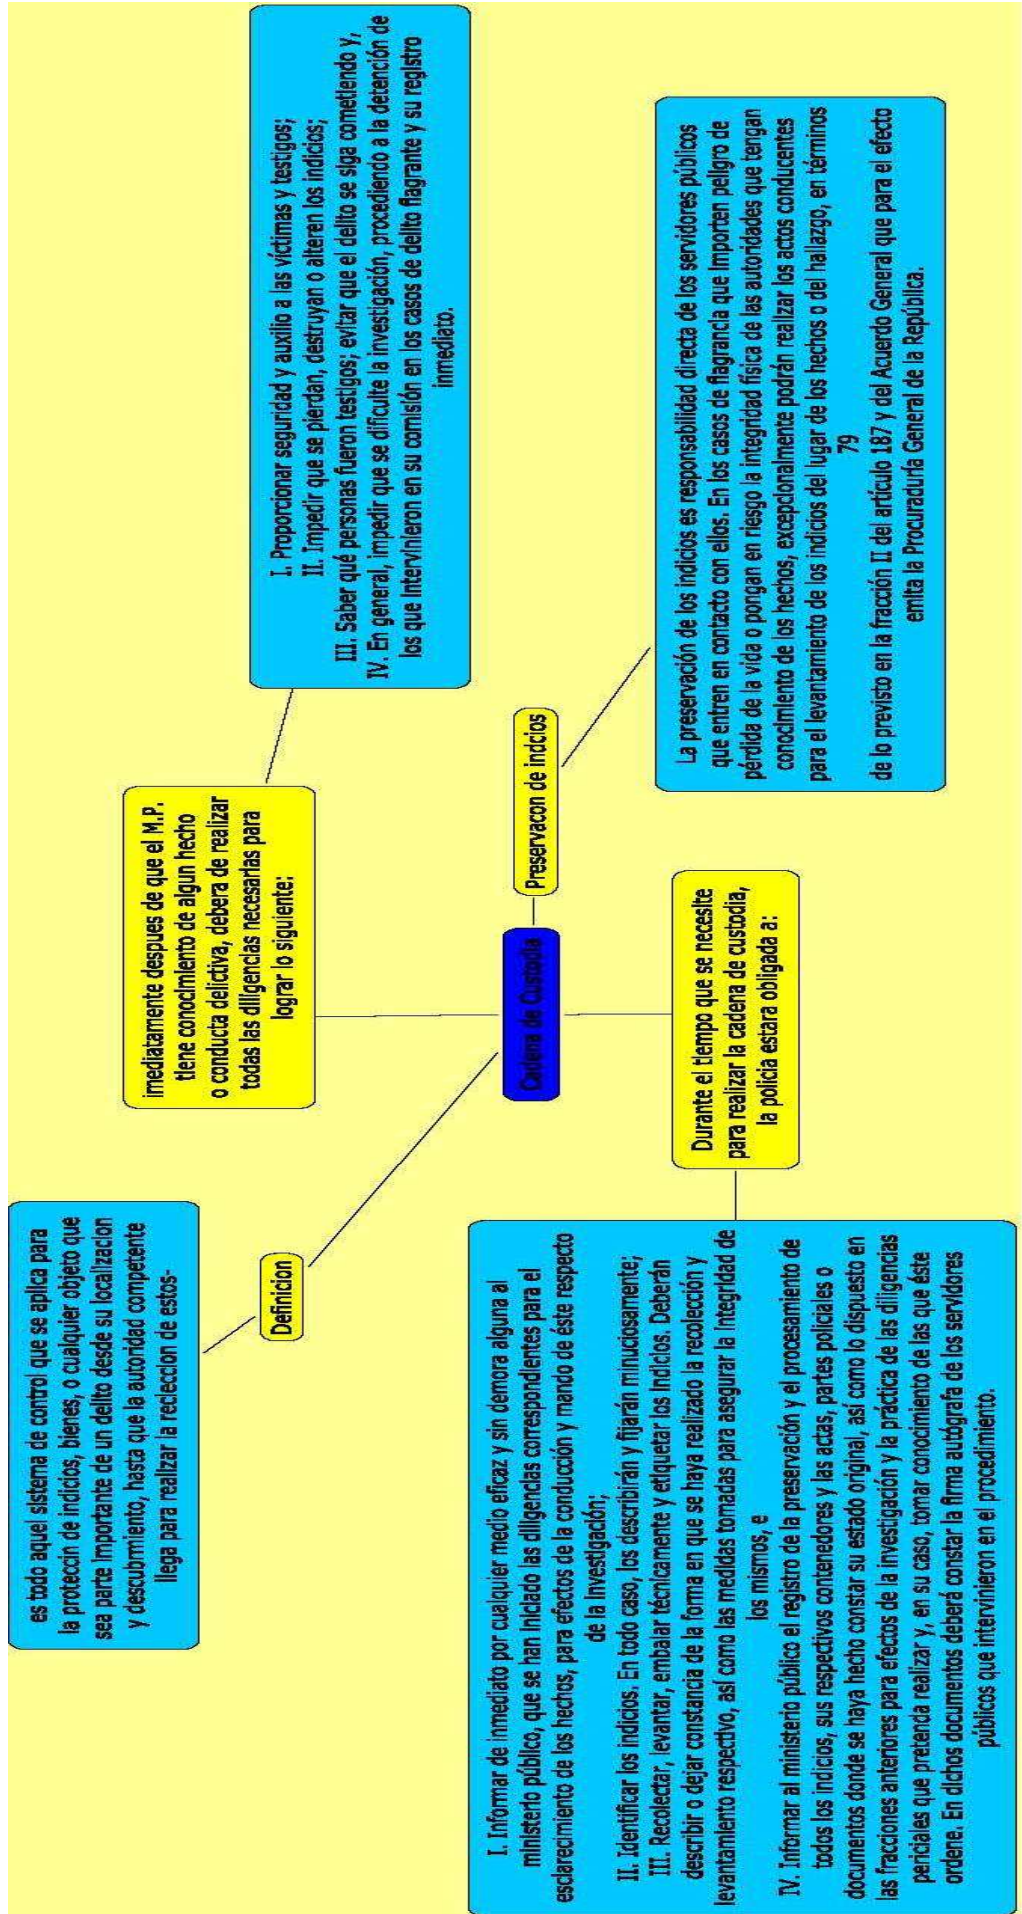 es todo aquel sistema de control que se aplica para
la proteccin de indicios, bienes, o cualquier objeto que
sea parte importante de un delito desde su localizacion
y descubrimiento, hasta que la autoridad competente
llega para realizar la recleccion de estos-
Definicion
imediatamente despues de que el M.P.
tiene conocimiento de algun hecho
o conducta delictiva, debera de realizar
todas las diligencias necesarias para
lograr lo siguiente:
I. Proporcionar seguridad y auxilio a las víctimas y testigos;
II. Impedir que se pierdan, destruyan o alteren los indicios;
III. Saber qué personas fueron testigos; evitar que el delito se siga cometiendo y,
IV. En general, impedir que se dificulte la investigación, procediendo a la detención de
los que intervinieron en su comisión en los casos de delito flagrante y su registro
inmediato.
Cadena de Custodia
Preservacon de indcios
La preservación de los indicios es responsabilidad directa de los servidores públicos
que entren en contacto con ellos. En los casos de flagrancia que importen peligro de
pérdida de la vida o pongan en riesgo la integridad física de las autoridades que tengan
conocimiento de los hechos, excepcionalmente podrán realizar los actos conducentes
para el levantamiento de los indicios del lugar de los hechos o del hallazgo, en términos
79
de lo previsto en la fracción II del artículo 187 y del Acuerdo General que para el efecto
emita la Procuraduría General de la República.
Durante el tiempo que se necesite
para realizar la cadena de custodia,
la policia estara obligada a:
I. Informar de inmediato por cualquier medio eficaz y sin demora alguna al
ministerio público, que se han iniciado las diligencias correspondientes para el
esclarecimiento de los hechos, para efectos de la conducción y mando de éste respecto
de la investigación;
II. Identificar los indicios. En todo caso, los describirán y fijarán minuciosamente;
III. Recolectar, levantar, embalar técnicamente y etiquetar los indicios. Deberán
describir o dejar constancia de la forma en que se haya realizado la recolección y
levantamiento respectivo, así como las medidas tomadas para asegurar la integridad de
los mismos, e
IV. Informar al ministerio público el registro de la preservación y el procesamiento de
todos los indicios, sus respectivos contenedores y las actas, partes policiales o
documentos donde se haya hecho constar su estado original, así como lo dispuesto en
las fracciones anteriores para efectos de la investigación y la práctica de las diligencias
periciales que pretenda realizar y, en su caso, tomar conocimiento de las que éste
ordene. En dichos documentos deberá constar la firma autógrafa de los servidores
públicos que intervinieron en el procedimiento.